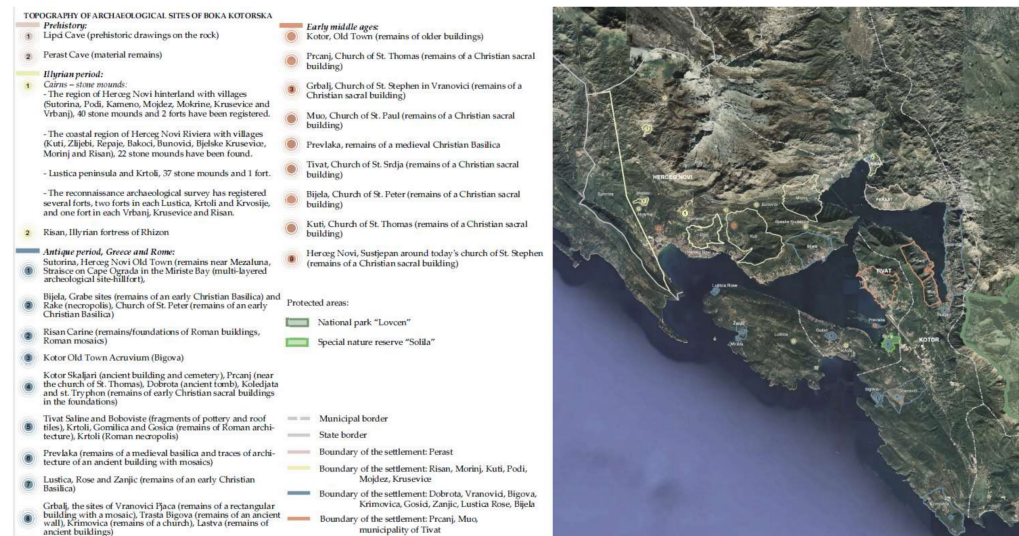 TOPOGRAPHY OF ARCHAEOLOGICAL SITES OF BOKA KOTORSKA
Prehistory:
1 Lipci Cave (prehistoric drawings on the rock)
2 Perast Cave (material remains)
Illyrian period:
1 Cairns – stone mounds:
- The region of Herceg Novi hinterland with villages
(Sutorina, Podi, Kameno, Mojdez, Mokrine, Krusevice and
Vrbanj), 40 stone mounds and 2 forts have been registered.
- The coastal region of Herceg Novi Riviera with villages
(Kuti, Zlijebi, Repaje, Bakoci, Bunovici, Bjelske Krusevice,
Morinj and Risan), 22 stone mounds have been found.
- Lustica peninsula and Krtoli, 37 stone mounds and 1 fort.
- The reconnaissance archaeological survey has registered
several forts, two forts in each Lustica, Krtoli and Krvosije,
and one fort in each Vrbanj, Krusevice and Risan.
2 Risan, Illyrian fortress of Rhizon
Antique period, Greece and Rome:
1 Sutorina, Herceg Novi Old Town (remains near Mezaluna,
Straisce on Cape Ograda in the Miriste Bay (multi-layered
archeological site-hillfort),
2 Bijela, Grabe sites (remains of an early Christian Basilica) and
Rake (necropolis), Church of St. Peter (remains of an early
Christian Basilica)
2 Risan Carine (remains/foundations of Roman buildings,
Roman mosaics)
3 Kotor Old Town Acruvium (Bigova)
4 Kotor Skaljari (ancient building and cemetery), Prcanj (near
the church of St. Thomas), Dobrota (ancient tomb), Koledjata
and st. Tryphon (remains of early Christian sacral buildings
in the foundations)
5 Tivat Saline and Boboviste (fragments of pottery and roof
tiles), Krtoli, Gomilica and Gosica (remains of Roman archi-
tecture), Krtoli (Roman necropolis)
6 Prevlaka (remains of a medieval basilica and traces of archi-
tecture of an ancient building with mosaics)
7 Lustica, Rose and Zanjic (remains of an early Christian
Basilica)
8 Grbalj, the sites of Vranovici Pjaca (remains of a rectangular
building with a mosaic), Trasta Bigova (remains of an ancient
wall), Krimovica (remains of a church), Lastva (remains of
ancient buildings)
Early middle ages:
Kotor, Old Town (remains of older buildings)
Prcanj, Church of St. Thomas (remains of a Christian sacral
building)
3 Grbalj, Church of St. Stephen in Vranovici (remains of a
Christian sacral building)
Muo, Church of St. Paul (remains of a Christian sacral
building)
Prevlaka, remains of a medieval Christian Basilica
Tivat, Church of St. Srdja (remains of a Christian sacral
building)
Bijela, Church of St. Peter (remains of a Christian sacral
building)
Kuti, Church of St. Thomas (remains of a Christian sacral
building)
9 Herceg Novi, Sustjepan around today's church of St. Stephen
(remains of a Christian sacral building)
Protected areas:
National park "Lovcen"
Special nature reserve "Solila"
Municipal border
State border
Boundary of the settlement: Perast
Boundary of the settlement: Risan, Morinj, Kuti, Podi,
Mojdez, Krusevice
Boundary of the settlement: Dobrota, Vranovici, Bigova,
Krimovica, Gosici, Zanjic, Lustica Rose, Bijela
Boundary of the settlement: Prcanj, Muo,
municipality of Tivat
HERCEG NOVI
PERAST
TIVAT
KOTOR
Lustica Rose